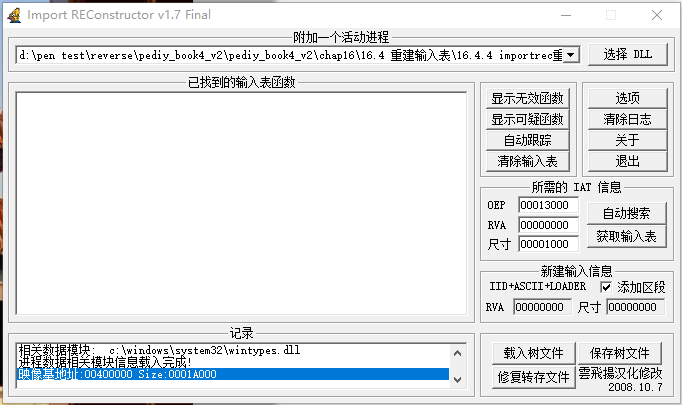 Import REConstructor v1.7 Final
附加一个活动进程
d:\pen test\reverse\pediy_book4_v2\pediy_book4_v2\chap16\16.4 重建输入表\16.4.4 importrec重
选择 DLL
已找到的输入表函数
显示无效函数
显示可疑函数
自动跟踪
清除输入表
选项
清除日志
关于
退出
所需的 IAT 信息
OEP 00013000
RVA 00000000
尺寸 00001000
自动搜索
获取输入表
新建输入信息
IID+ASCII+LOADER 添加区段
RVA 00000000 尺寸 00000000
记录
相关数据模块: c:\windows\system32\wintypes.dll
进程数据相关模块信息载入完成!
映像基地址:00400000 Size:0001A000
载入树文件
保存树文件
修复转存文件
雲飛揚汉化修改
2008.10.7